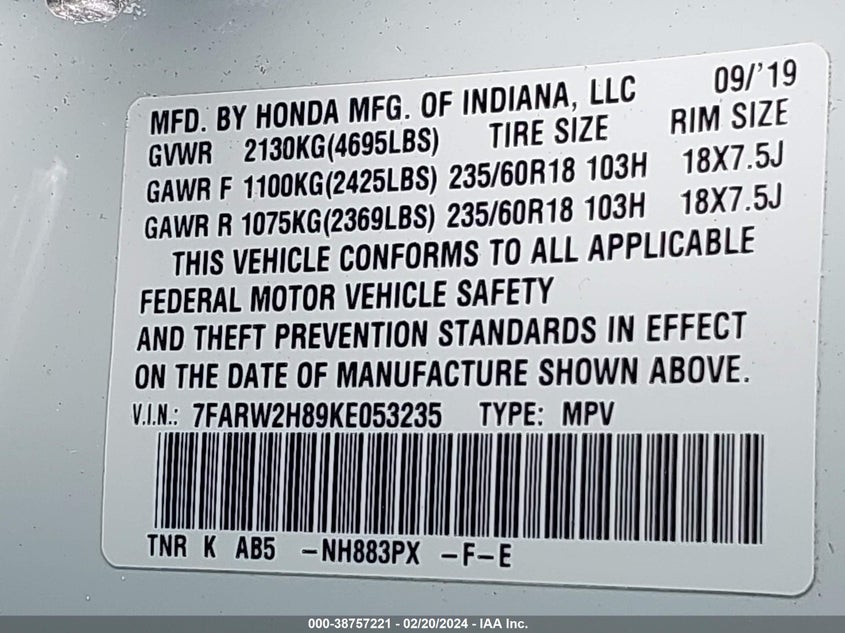 MFD. BY HONDA MFG. OF INDIANA, LLC 09/'19
GVWR 2130KG(4695LBS) TIRE SIZE RIM SIZE
GAWR F 1100KG(2425LBS) 235/60R18 103H 18X7.5J
GAWR R 1075KG(2369LBS) 235/60R18 103H 18X7.5J
THIS VEHICLE CONFORMS TO ALL APPLICABLE
FEDERAL MOTOR VEHICLE SAFETY
AND THEFT PREVENTION STANDARDS IN EFFECT
ON THE DATE OF MANUFACTURE SHOWN ABOVE.
V.I.N.: 7FARW2H89KE053235 TYPE: MPV
TNR K AB5 -NH883PX -F-E
000-38757221 - 02/20/2024 - IAA Inc.